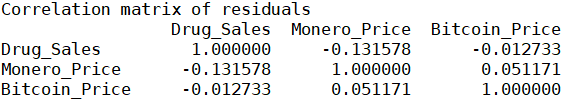 Correlation matrix of residuals
Drug_Sales Monero_Price Bitcoin_Price
Drug_Sales 1.000000 -0.131578 -0.012733
Monero_Price -0.131578 1.000000 0.051171
Bitcoin_Price -0.012733 0.051171 1.000000